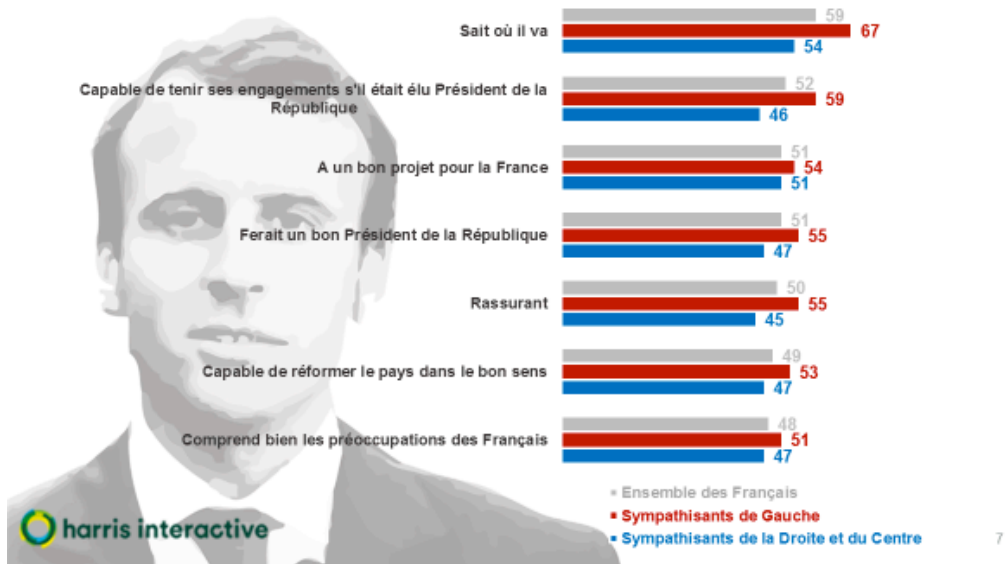 Sait où il va
59
67
54
Capable de tenir ses engagements s'il était élu Président de la
République
52
59
46
A un bon projet pour la France
51
54
51
Ferait un bon Président de la République
51
55
47
Rassurant
50
55
45
Capable de réformer le pays dans le bon sens
49
53
47
Comprend bien les préoccupations des Français
48
51
47
Ensemble des Français
Sympathisants de Gauche
Sympathisants de la Droite et du Centre
harris interactive
7